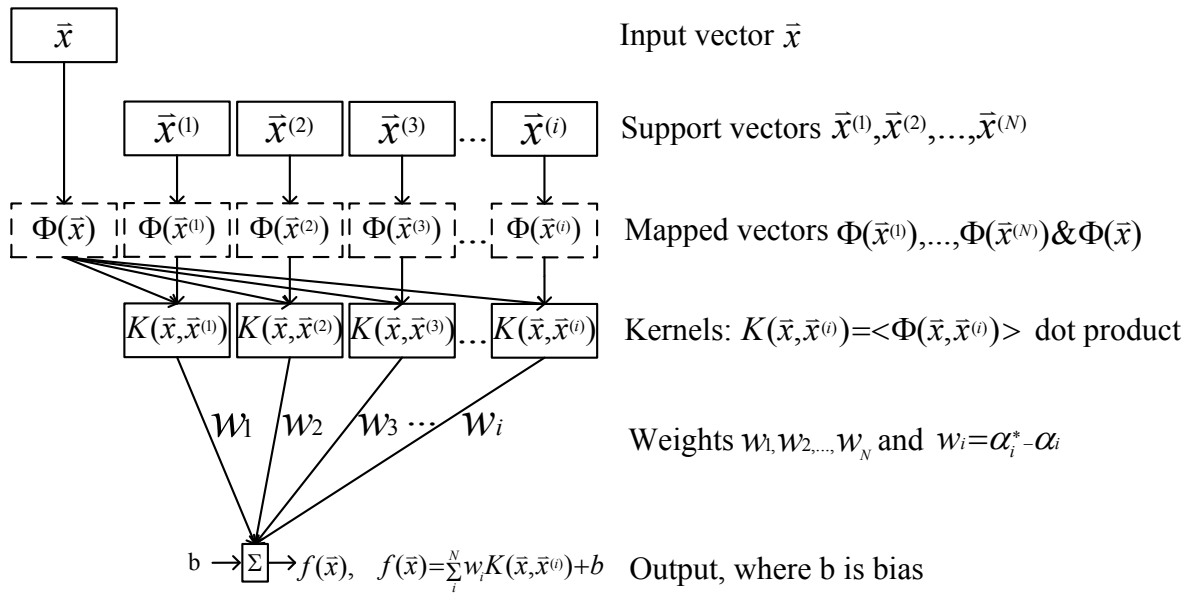 x⃗ Input vector x⃗
x⃗⁽¹⁾ x⃗⁽²⁾ x⃗⁽³⁾ ... x⃗⁽ⁱ⁾ Support vectors x⃗⁽¹⁾,x⃗⁽²⁾,...,x⃗⁽ᴺ⁾
Φ(x⃗) Φ(x⃗⁽¹⁾) Φ(x⃗⁽²⁾) Φ(x⃗⁽³⁾) ... Φ(x⃗⁽ⁱ⁾) Mapped vectors Φ(x⃗⁽¹⁾),...,Φ(x⃗⁽ᴺ⁾)&Φ(x⃗)
K(x⃗,x⃗⁽¹⁾) K(x⃗,x⃗⁽²⁾) K(x⃗,x⃗⁽³⁾) ... K(x⃗,x⃗⁽ⁱ⁾) Kernels: K(x⃗,x⃗⁽ⁱ⁾)=<Φ(x⃗,x⃗⁽ⁱ⁾)> dot product
w₁ w₂ w₃ ... wᵢ Weights w₁,w₂,...,w_N and wᵢ=αᵢ*-αᵢ
b Σ f(x⃗), f(x⃗)=Σᵢᴺ wᵢK(x⃗,x⃗⁽ⁱ⁾)+b Output, where b is bias